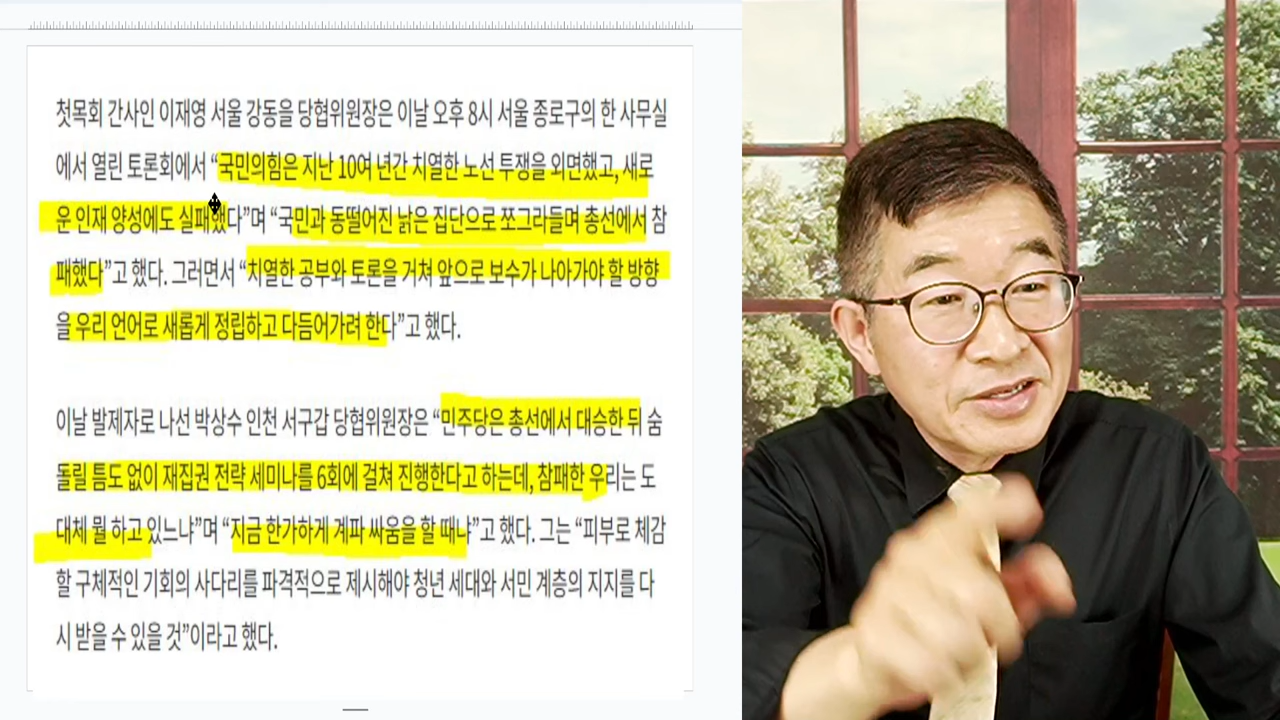 첫목회 간사인 이재영 서울 강동을 당협위원장은 이날 오후 8시 서울 종로구의 한 사무실
에서 열린 토론회에서 “국민의힘은 지난 10여 년간 치열한 노선 투쟁을 외면했고, 새로
운 인재 양성에도 실패했다”며 “국민과 동떨어진 낡은 집단으로 쪼그라들며 총선에서 참
패했다”고 했다. 그러면서 “치열한 공부와 토론을 거쳐 앞으로 보수가 나아가야 할 방향
을 우리 언어로 새롭게 정립하고 다듬어가려 한다”고 했다.
이날 발제자로 나선 박상수 인천 서구갑 당협위원장은 “민주당은 총선에서 대승한 뒤 숨
돌릴 틈도 없이 재집권 전략 세미나를 6회에 걸쳐 진행한다고 하는데, 참패한 우리는 도
대체 뭘 하고 있느냐”며 “지금 한가하게 계파 싸움을 할 때냐”고 했다. 그는 “피부로 체감
할 구체적인 기회의 사다리를 파격적으로 제시해야 청년 세대와 서민 계층의 지지를 다
시 받을 수 있을 것”이라고 했다.